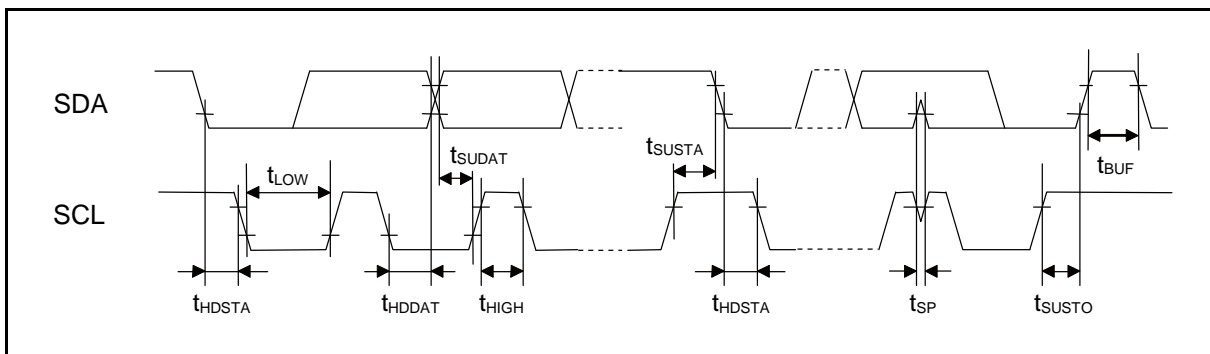 SDA
tSUDAT
tSUSTA
tLOW
tBUF
SCL
tHDSTA
tHDDAT
tHIGH
tHDSTA
tSP
tSUSTO